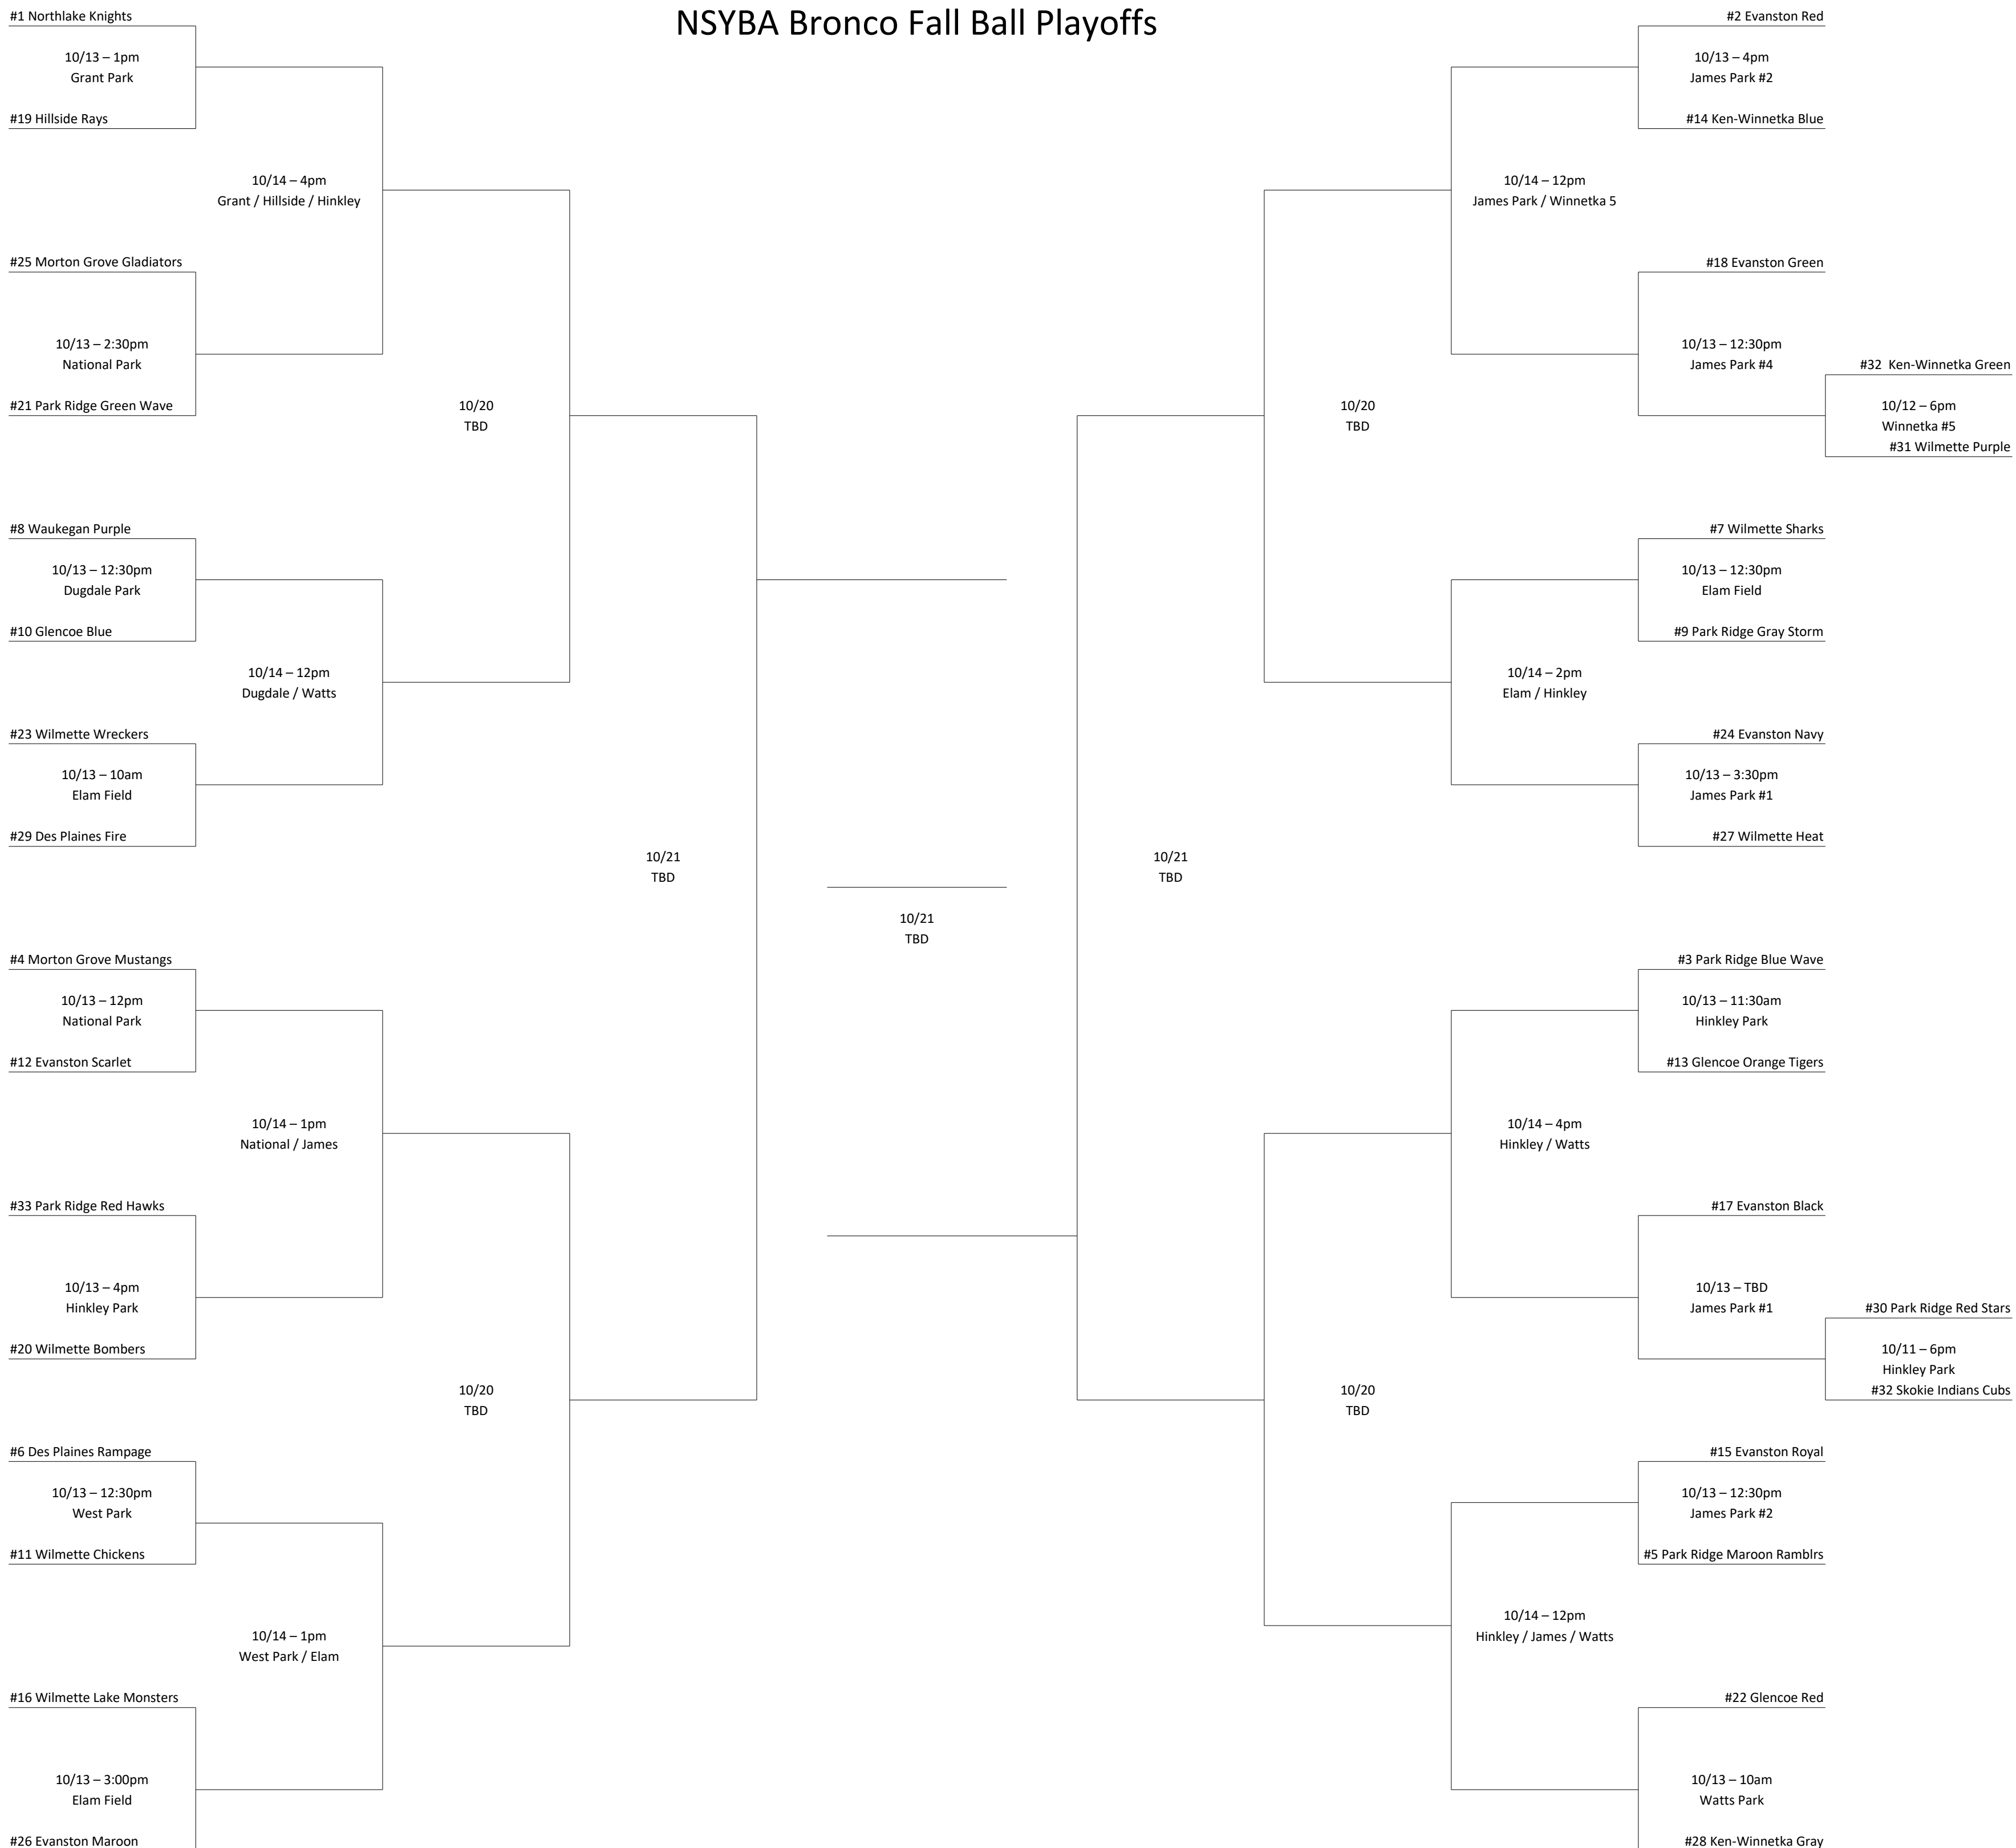 NSYBA Bronco Fall Ball Playoffs
#1 Northlake Knights
10/13 – 1pm
Grant Park
#19 Hillside Rays
10/14 – 4pm
Grant / Hillside / Hinkley
#25 Morton Grove Gladiators
10/13 – 2:30pm
National Park
#21 Park Ridge Green Wave
10/20
TBD
#8 Waukegan Purple
10/13 – 12:30pm
Dugdale Park
#10 Glencoe Blue
10/14 – 12pm
Dugdale / Watts
#23 Wilmette Wreckers
10/13 – 10am
Elam Field
#29 Des Plaines Fire
10/21
TBD
#4 Morton Grove Mustangs
10/13 – 12pm
National Park
#12 Evanston Scarlet
10/14 – 1pm
National / James
#33 Park Ridge Red Hawks
10/13 – 4pm
Hinkley Park
#20 Wilmette Bombers
10/20
TBD
#6 Des Plaines Rampage
10/13 – 12:30pm
West Park
#11 Wilmette Chickens
10/14 – 1pm
West Park / Elam
#16 Wilmette Lake Monsters
10/13 – 3:00pm
Elam Field
#26 Evanston Maroon
10/21
TBD
#2 Evanston Red
10/13 – 4pm
James Park #2
#14 Ken-Winnetka Blue
10/14 – 12pm
James Park / Winnetka 5
#18 Evanston Green
10/13 – 12:30pm
James Park #4
#32  Ken-Winnetka Green
10/12 – 6pm
Winnetka #5
#31 Wilmette Purple
10/20
TBD
#7 Wilmette Sharks
10/13 – 12:30pm
Elam Field
#9 Park Ridge Gray Storm
10/14 – 2pm
Elam / Hinkley
#24 Evanston Navy
10/13 – 3:30pm
James Park #1
#27 Wilmette Heat
10/21
TBD
#3 Park Ridge Blue Wave
10/13 – 11:30am
Hinkley Park
#13 Glencoe Orange Tigers
10/14 – 4pm
Hinkley / Watts
#17 Evanston Black
10/13 – TBD
James Park #1
#30 Park Ridge Red Stars
10/11 – 6pm
Hinkley Park
#32 Skokie Indians Cubs
10/20
TBD
#15 Evanston Royal
10/13 – 12:30pm
James Park #2
#5 Park Ridge Maroon Ramblrs
10/14 – 12pm
Hinkley / James / Watts
#22 Glencoe Red
10/13 – 10am
Watts Park
#28 Ken-Winnetka Gray